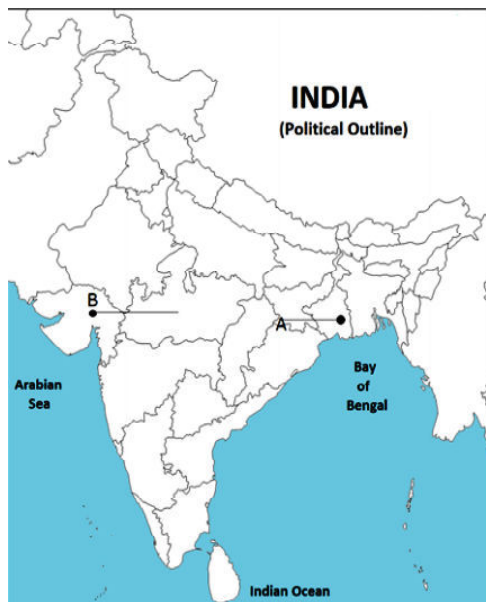 INDIA
(Political Outline)
B
A
Arabian
Sea
Bay
of
Bengal
Indian Ocean